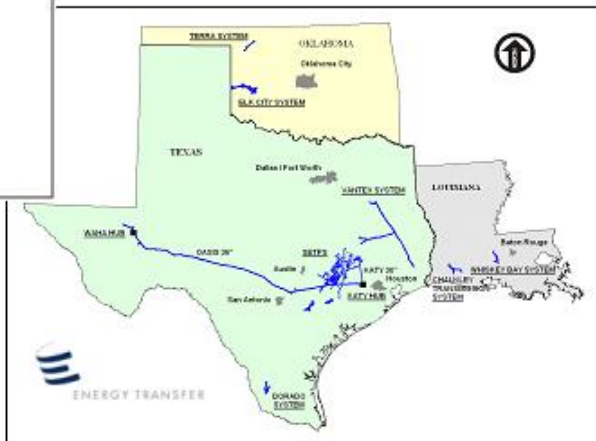 TERRA SYSTEM
OKLAHOMA
Oklahoma City
ELK CITY SYSTEM
TEXAS
Dallas / Fort Worth
VANTEX SYSTEM
LOUISIANA
WAHA HUB
OASIS 36"
SETPS
Austin
KATY 30"
Houston
KATY HUB
San Antonio
Baton Rouge
WHISKEY BAY SYSTEM
CHALKLEY
TRANSMISSION
SYSTEM
DORADO
SYSTEM
ENERGY TRANSFER